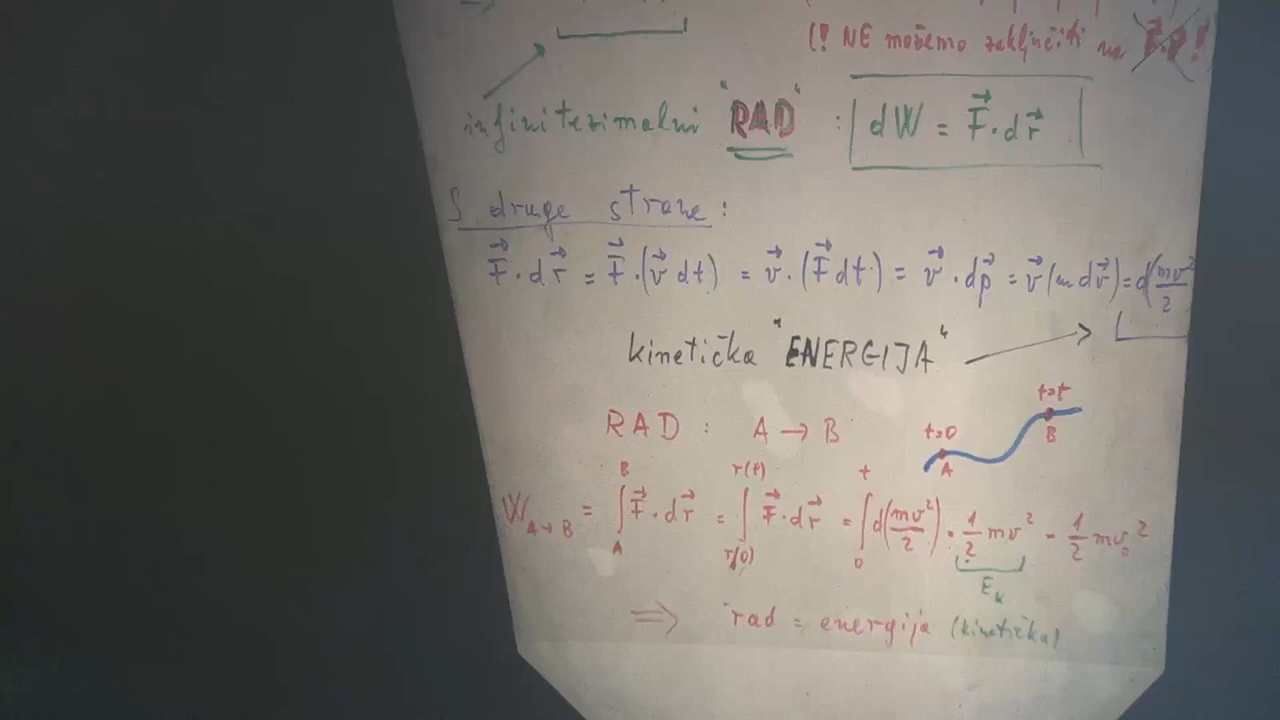 (! NE možemo zaključiti na F⃗·r⃗ !
infinitezimalni "RAD" : dW = F⃗·dr⃗
S druge strane :
F⃗·dr⃗ = F⃗·(v⃗ dt) = v⃗·(F⃗dt) = v⃗·dp⃗ = v⃗(m dv⃗) = d(mv²/2
kinetička "ENERGIJA"
t=t
RAD : A → B
t=0
B
A
W_A→B = ∫_A^B F⃗·dr⃗ = ∫_r(0)^r(t) F⃗·dr⃗ = ∫_0^t d(mv²/2) = 1/2 mv² - 1/2 mv₀²
E_k
⇒ rad = energija (kinetička)